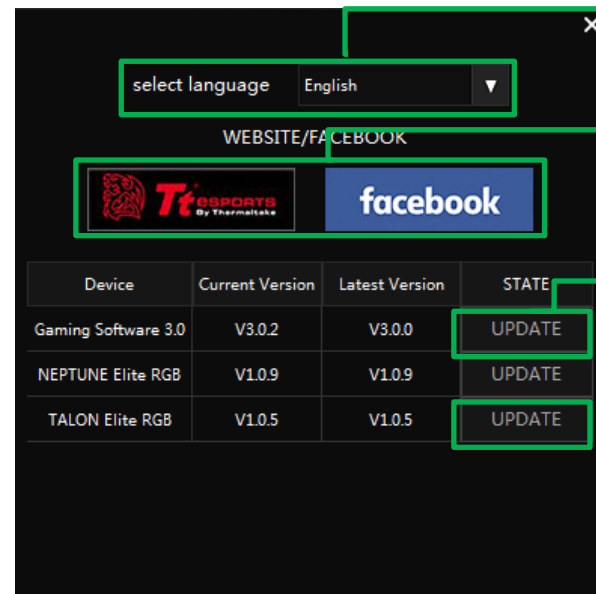 select language English
WEBSITE/FACEBOOK
Tt eSPORTS
By Thermaltake
facebook
Device Current Version Latest Version STATE
Gaming Software 3.0 V3.0.2 V3.0.0 UPDATE
NEPTUNE Elite RGB V1.0.9 V1.0.9 UPDATE
TALON Elite RGB V1.0.5 V1.0.5 UPDATE